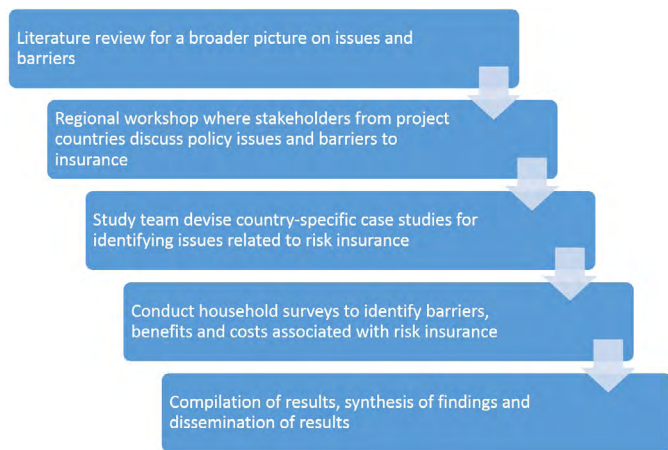 Literature review for a broader picture on issues and
barriers
Regional workshop where stakeholders from project
countries discuss policy issues and barriers to
insurance
Study team devise country-specific case studies for
identifying issues related to risk insurance
Conduct household surveys to identify barriers,
benefits and costs associated with risk insurance
Compilation of results, synthesis of findings and
dissemination of results